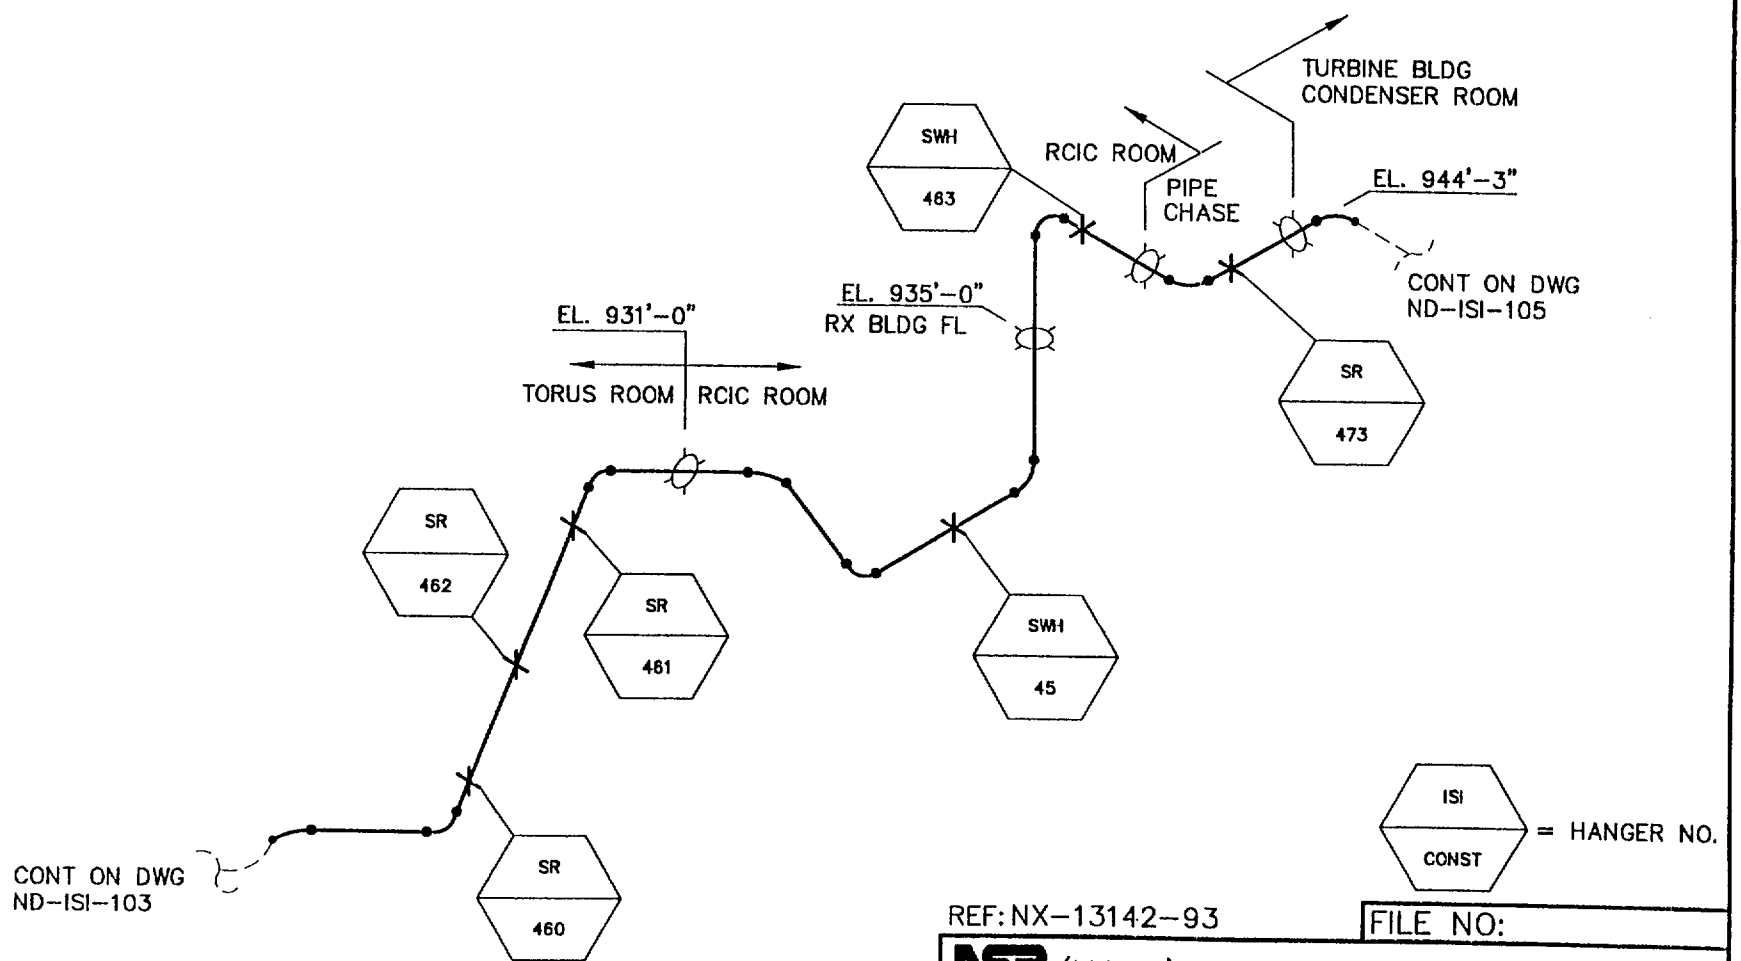 TURBINE BLDG
CONDENSER ROOM
SWH
463
RCIC ROOM
PIPE
CHASE
EL. 944'-3"
CONT ON DWG
ND-ISI-105
EL. 935'-0"
RX BLDG FL
EL. 931'-0"
TORUS ROOM
RCIC ROOM
SR
473
SR
462
SR
461
SWH
45
ISI
CONST
= HANGER NO.
SR
460
CONT ON DWG
ND-ISI-103
REF: NX-13142-93
FILE NO: